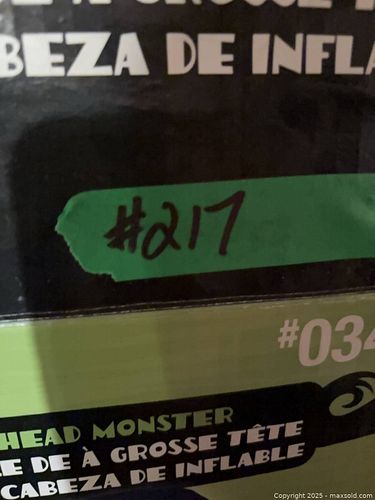 BEZA DE INFLA
#217
#034
HEAD MONSTER
DE À GROSSE TÊTE
CABEZA DE INFLABLE
Copyright 2025 - maxsold.com